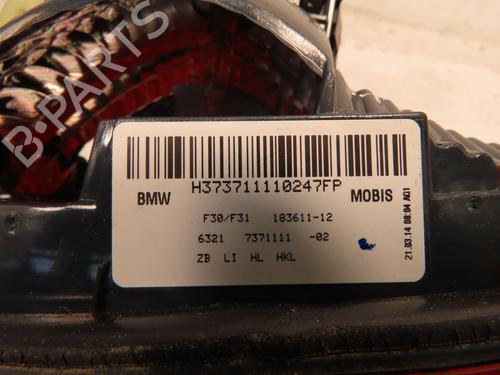 B-PARTS
H373711110247FP
BMW
MOBIS
F30/F31 183611-12
6321 7371111 -02
ZB LI HL HKL
21.03.14 08:04 AG1